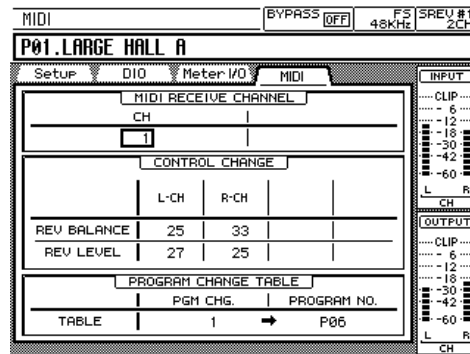 MIDI
BYPASS OFF
FS 48KHz
SREV #1 2CH
P01.LARGE HALL A
Setup DIO Meter I/O MIDI
MIDI RECEIVE CHANNEL
CH
1
CONTROL CHANGE
L-CH R-CH
REV BALANCE 25 33
REV LEVEL 27 25
PROGRAM CHANGE TABLE
PGM CHG. PROGRAM NO.
TABLE 1 ➡ P06
INPUT
CLIP
- 6
-12
-18
-30
-42
-60
L R
CH
OUTPUT
CLIP
- 6
-12
-18
-30
-42
-60
L R
CH